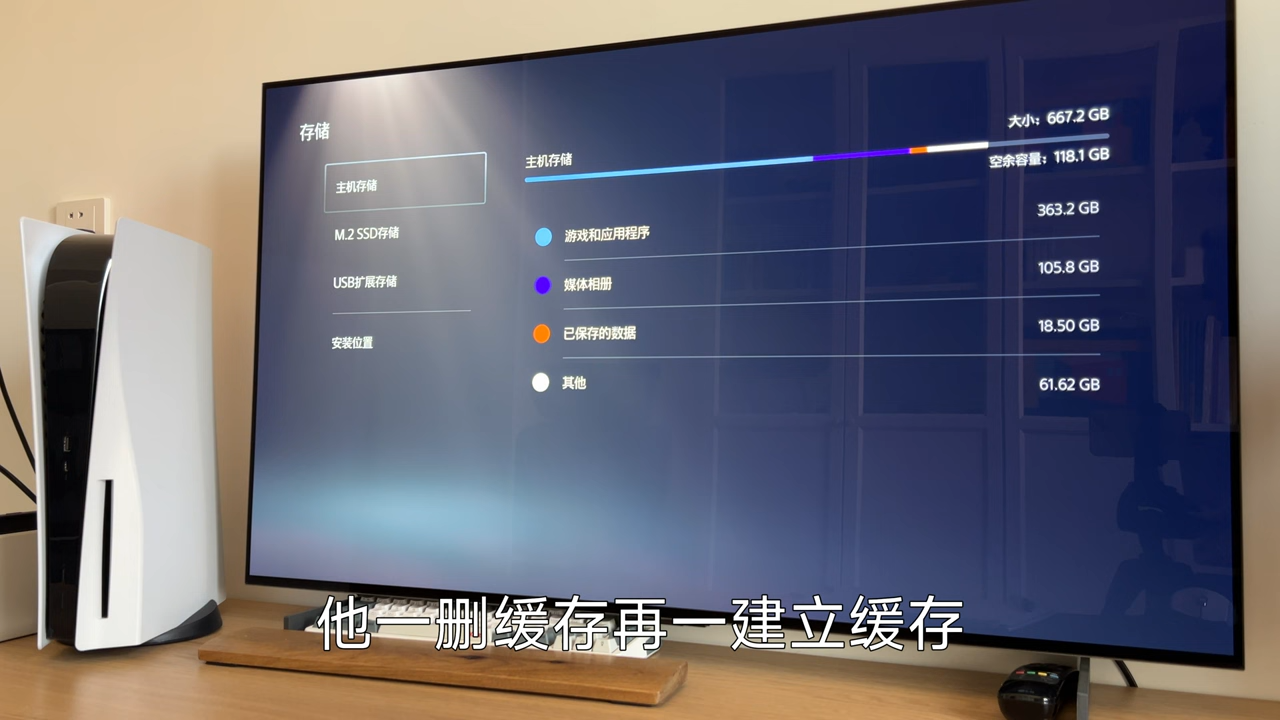 存储
主机存储
M.2 SSD存储
USB扩展存储
安装位置
主机存储
大小：667.2 GB
空余容量：118.1 GB
游戏和应用程序
363.2 GB
媒体相册
105.8 GB
已保存的数据
18.50 GB
其他
61.62 GB
他一删缓存再一建立缓存